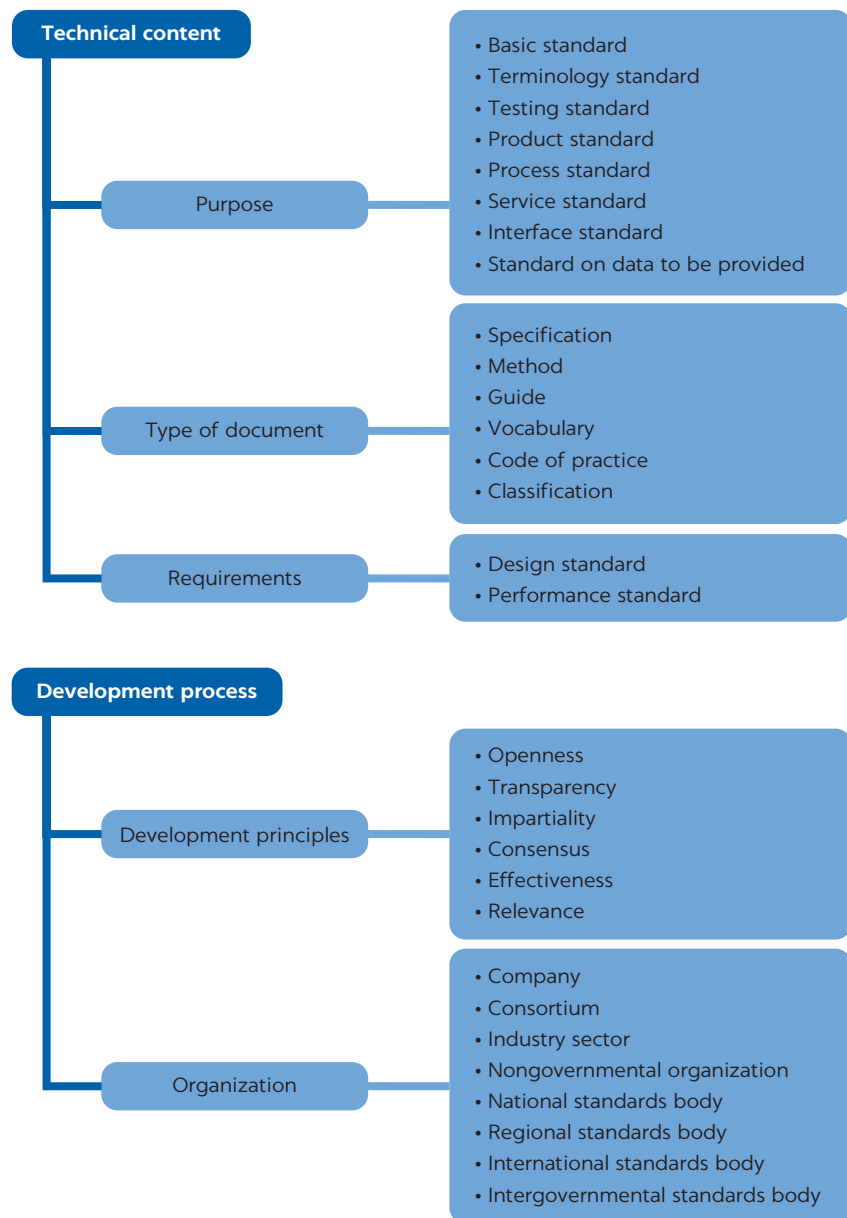 Technical content
Purpose
• Basic standard
• Terminology standard
• Testing standard
• Product standard
• Process standard
• Service standard
• Interface standard
• Standard on data to be provided
Type of document
• Specification
• Method
• Guide
• Vocabulary
• Code of practice
• Classification
Requirements
• Design standard
• Performance standard
Development process
Development principles
• Openness
• Transparency
• Impartiality
• Consensus
• Effectiveness
• Relevance
Organization
• Company
• Consortium
• Industry sector
• Nongovernmental organization
• National standards body
• Regional standards body
• International standards body
• Intergovernmental standards body